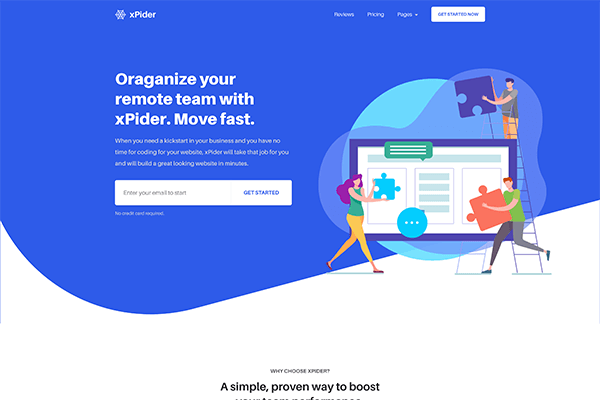 xPider
Reviews
Pricing
Pages
GET STARTED NOW
Oraganize your
remote team with
xPider. Move fast.
When you need a kickstart in your business and you have no
time for coding for your website, xPider will take that job for you
and will build a great looking website in minutes.
Enter your email to start
GET STARTED
No credit card required.
WHY CHOOSE XPIDER?
A simple, proven way to boost
your team performance